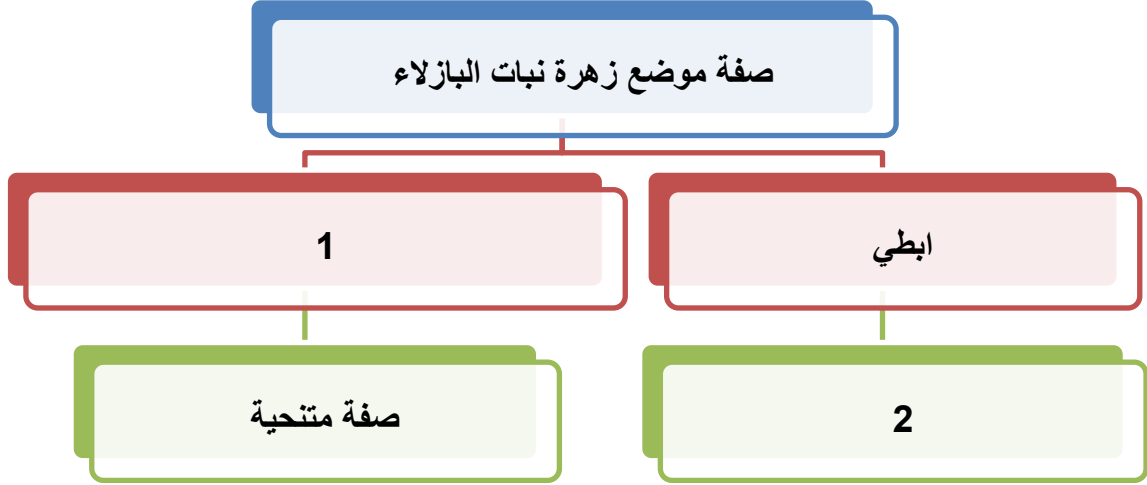 صفة موضع زهرة نبات البازلاء
ابطي
1
2
صفة متنحية